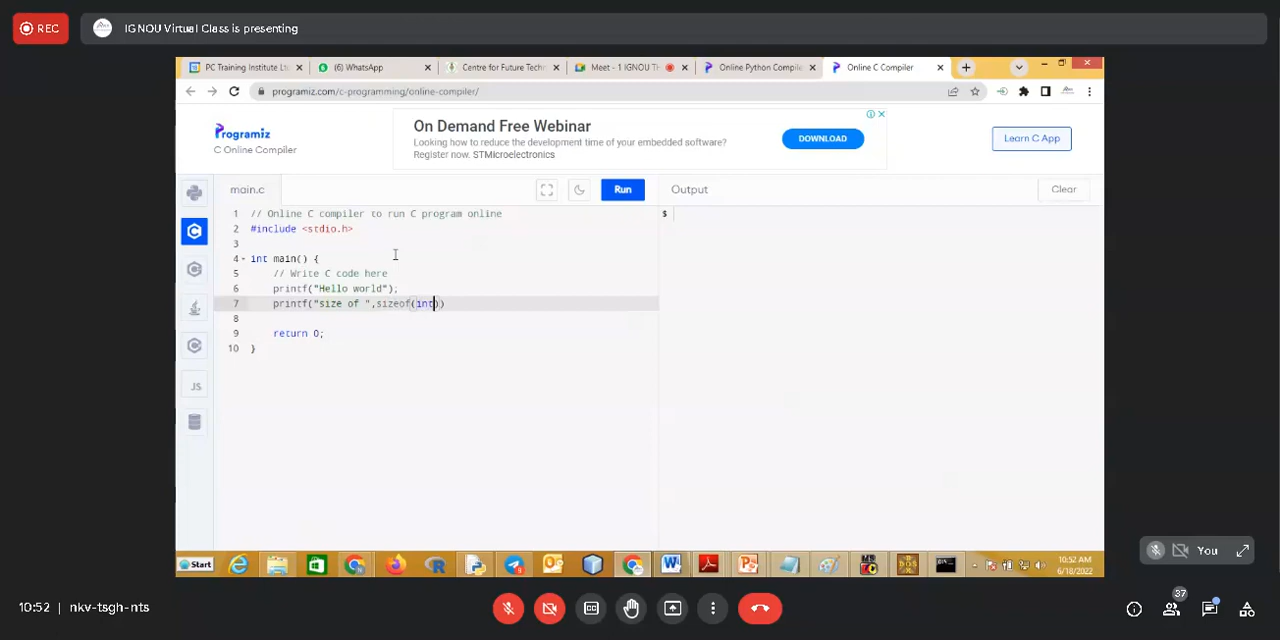 REC
IGNOU Virtual Class is presenting
PC Training Institute Lt
(6) WhatsApp
Centre for Future Techn
Meet - 1 IGNOU Th
Online Python Compile
Online C Compiler
programiz.com/c-programming/online-compiler/
Programiz
C Online Compiler
On Demand Free Webinar
Looking how to reduce the development time of your embedded software?
Register now. STMicroelectronics
DOWNLOAD
Learn C App
main.c
Run
Output
Clear
1 // Online C compiler to run C program online
2 #include <stdio.h>
3
4 int main() {
5 // Write C code here
6 printf("Hello world");
7 printf("size of ",sizeof(int))
8
9 return 0;
10 }
$
JS
Start
10:52 AM
6/18/2022
You
10:52 | nkv-tsgh-nts
37